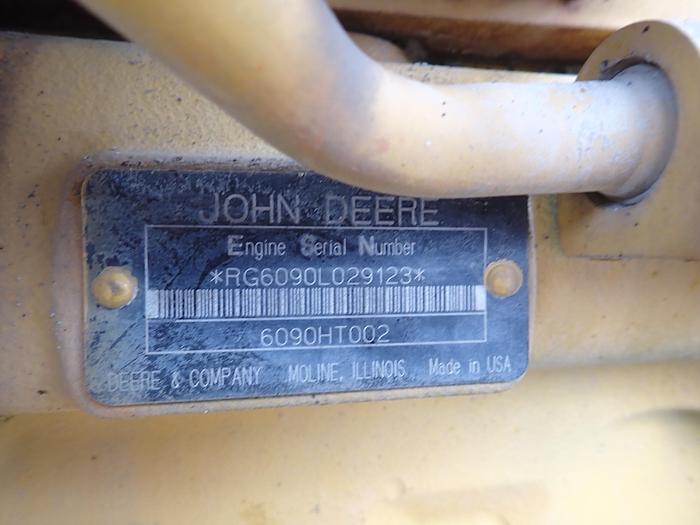 JOHN DEERE
Engine Serial Number
*RG6090L029123*
6090HT002
DEERE & COMPANY MOLINE, ILLINOIS Made in USA